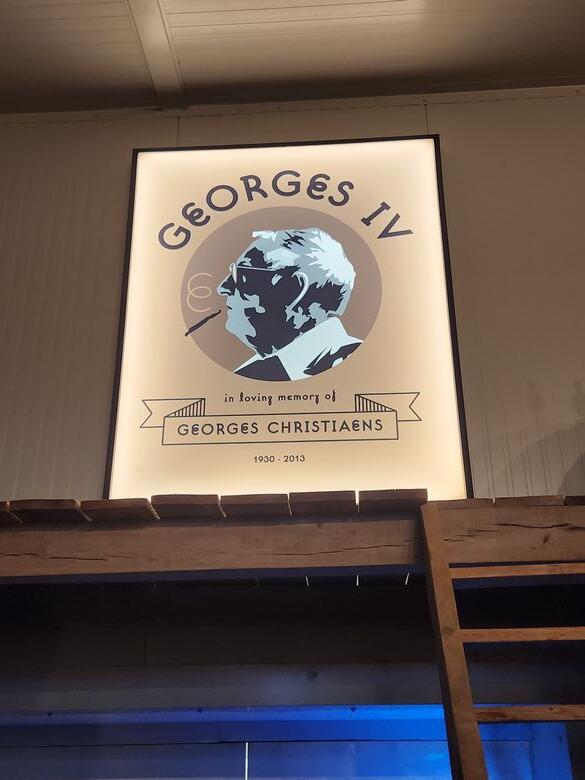 GEORGES IV
in loving memory of
GEORGES CHRISTIAENS
1930 - 2013